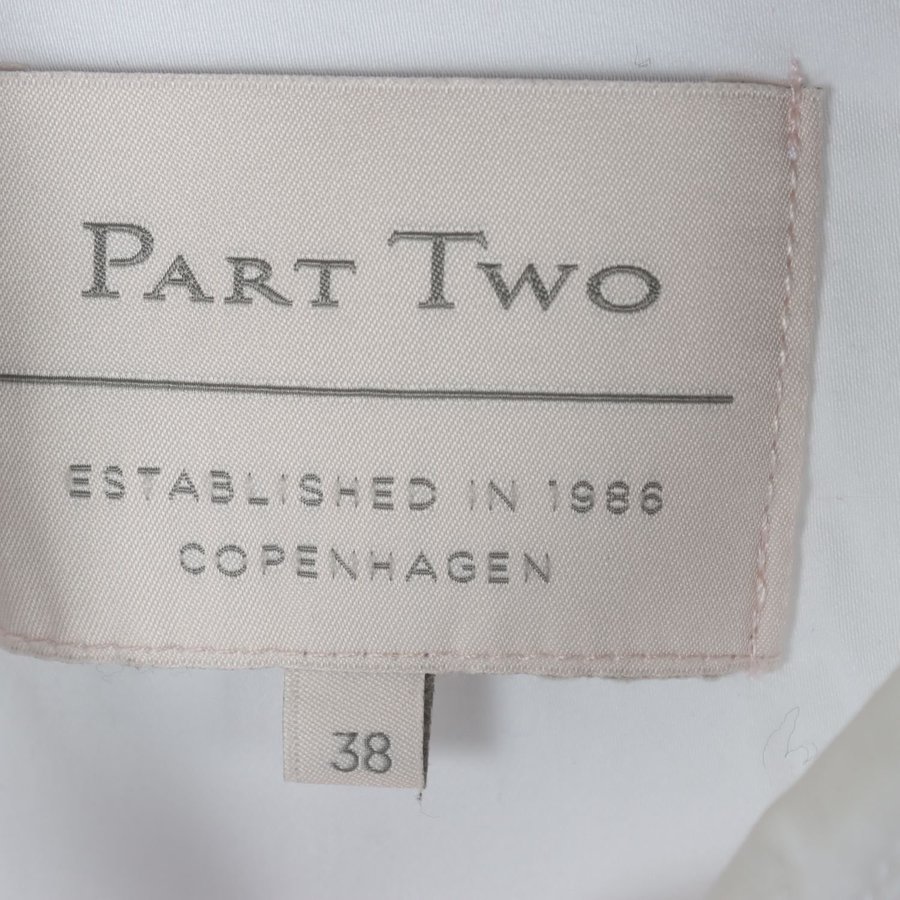 PART TWO
ESTABLISHED IN 1986
COPENHAGEN
38